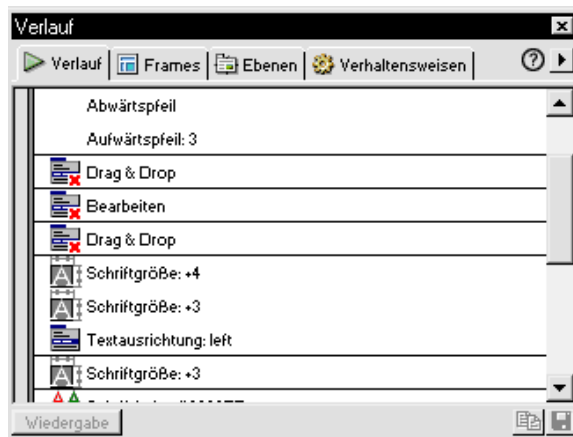 Verlauf
Verlauf Frames Ebenen Verhaltensweisen
Abwärtspfeil
Aufwärtspfeil: 3
Drag & Drop
Bearbeiten
Drag & Drop
Schriftgröße: +4
Schriftgröße: +3
Textausrichtung: left
Schriftgröße: +3
Wiedergabe